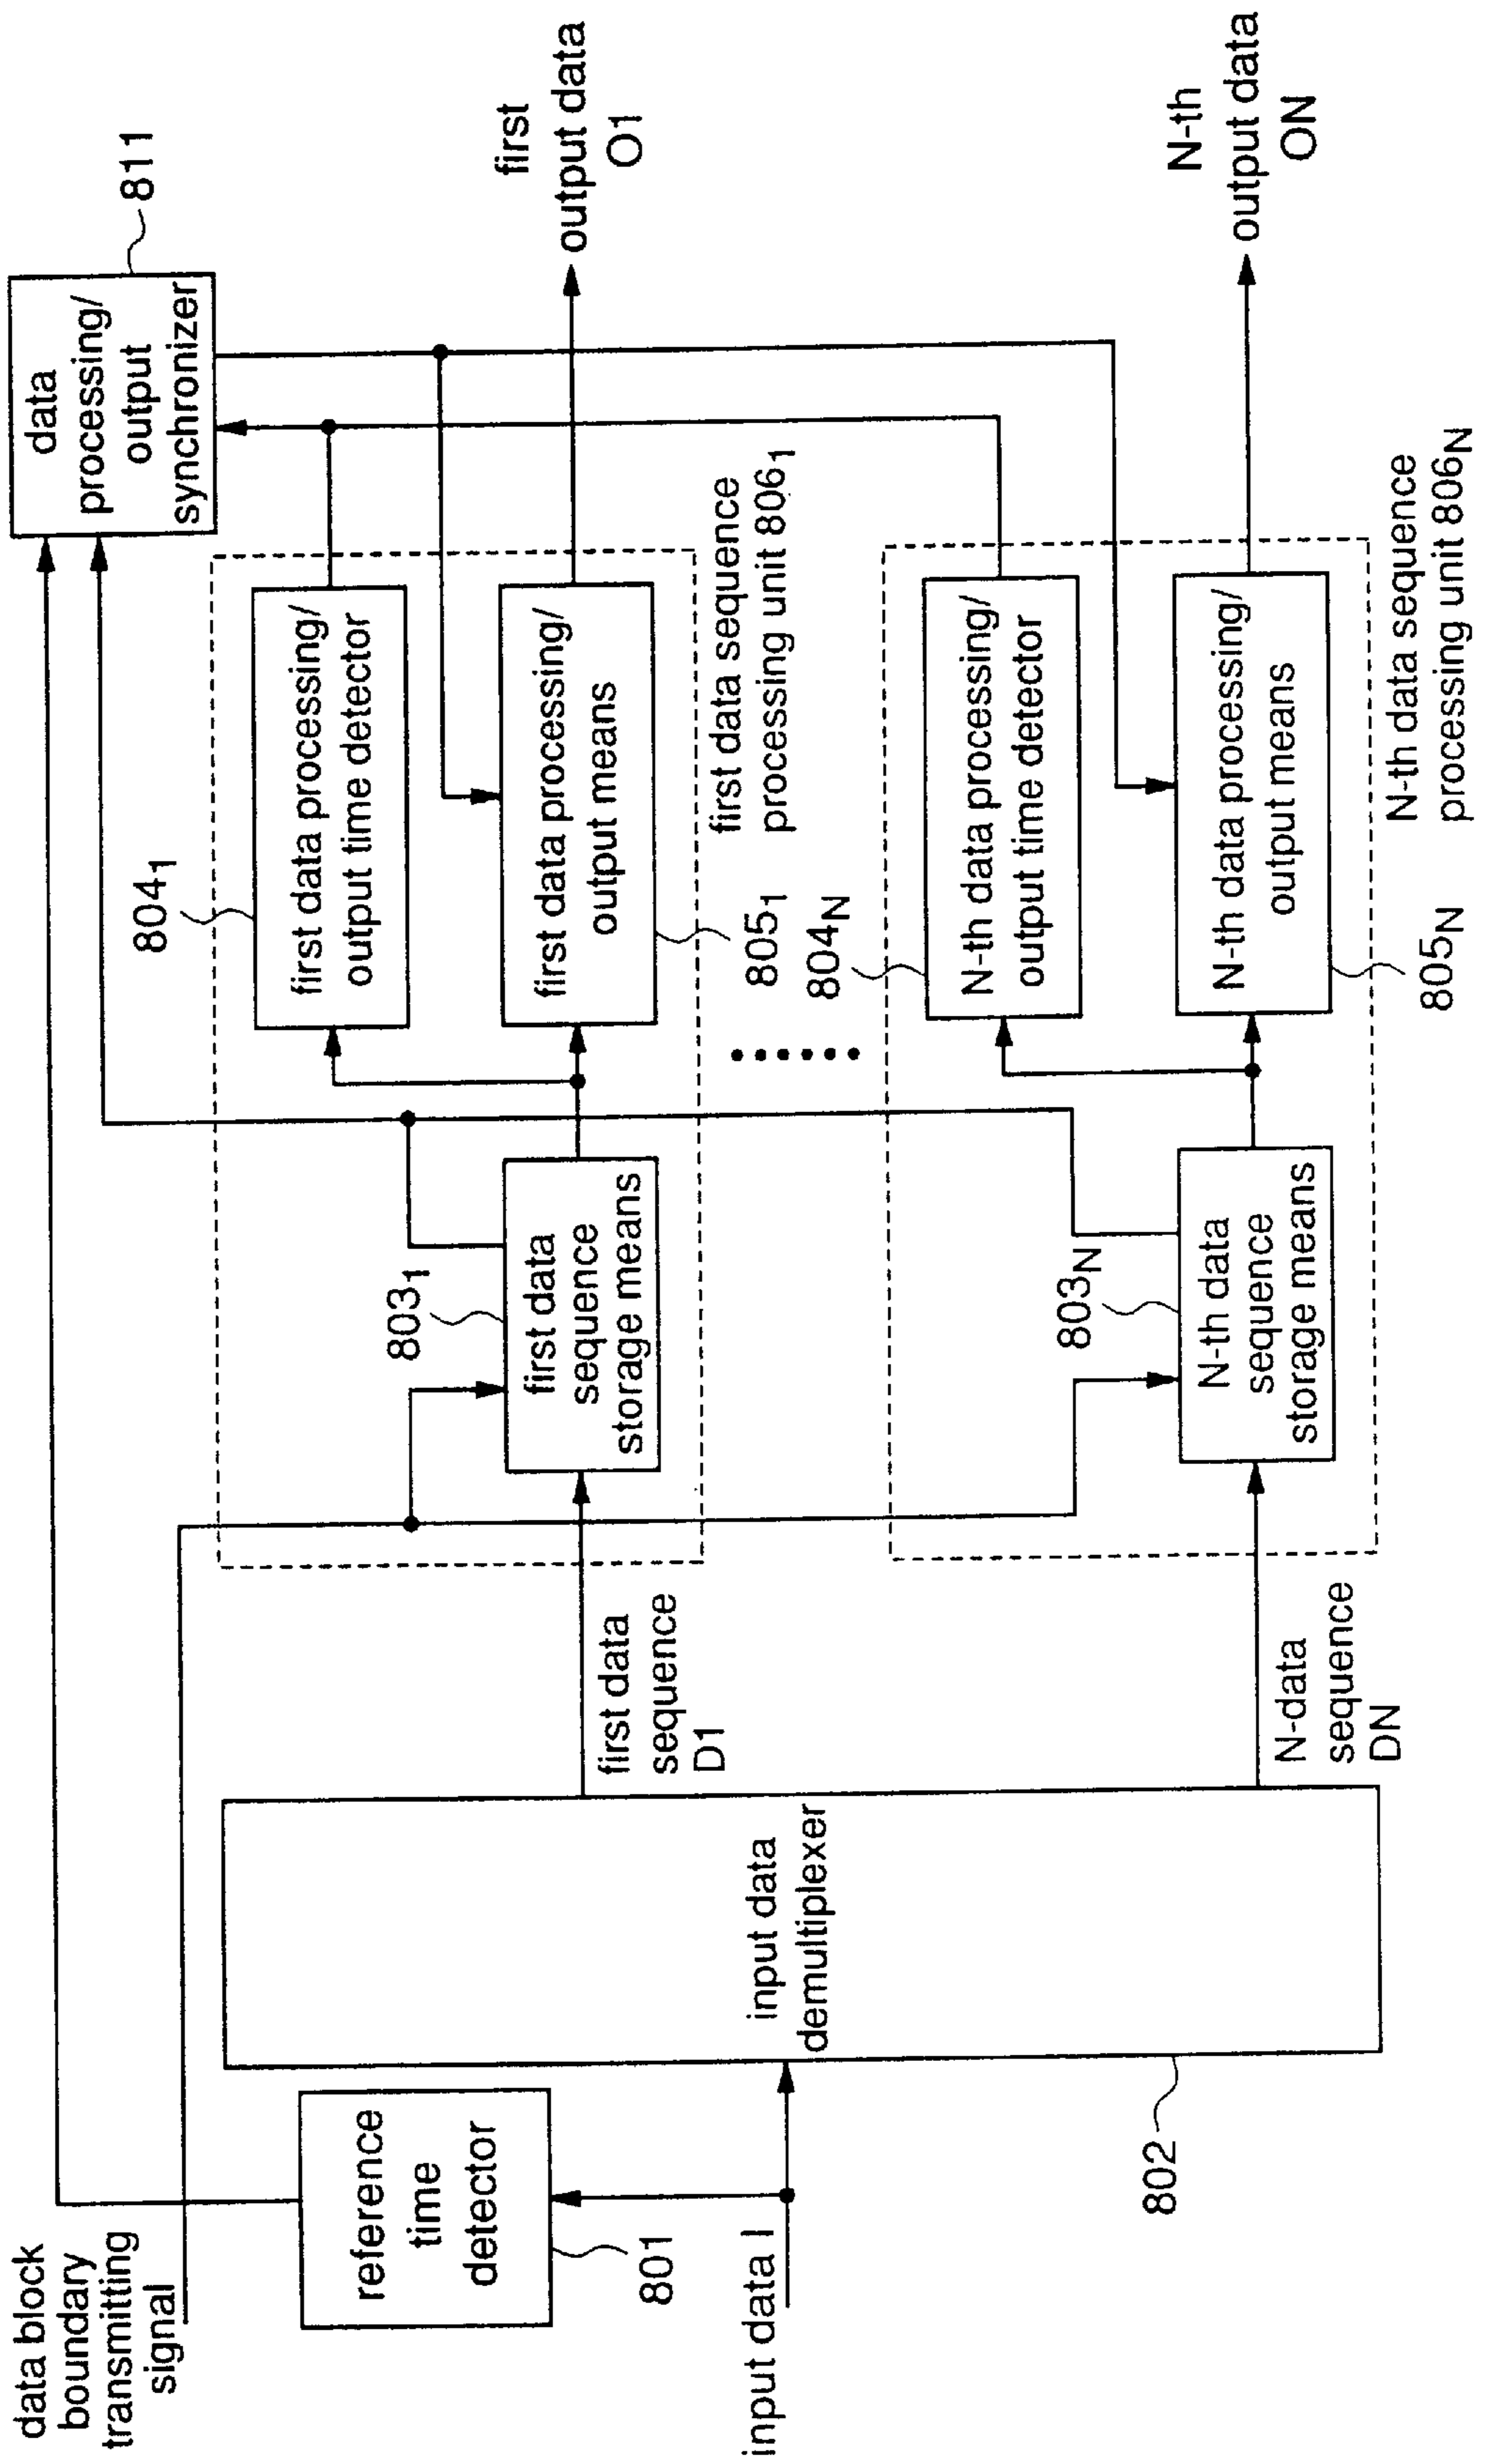 data block
boundary
transmitting
signal
reference
time
detector
801
input data I
input data
demultiplexer
802
first data
sequence
D1
N-data
sequence
DN
803₁
first data
sequence
storage means
803N
N-th data
sequence
storage means
804₁
first data processing/
output time detector
first data processing/
output means
805₁
first data sequence
processing unit 806₁
804N
N-th data processing/
output time detector
N-th data processing/
output means
805N
N-th data sequence
processing unit 806N
data
processing/
output
synchronizer
811
first
output data
O1
N-th
output data
ON